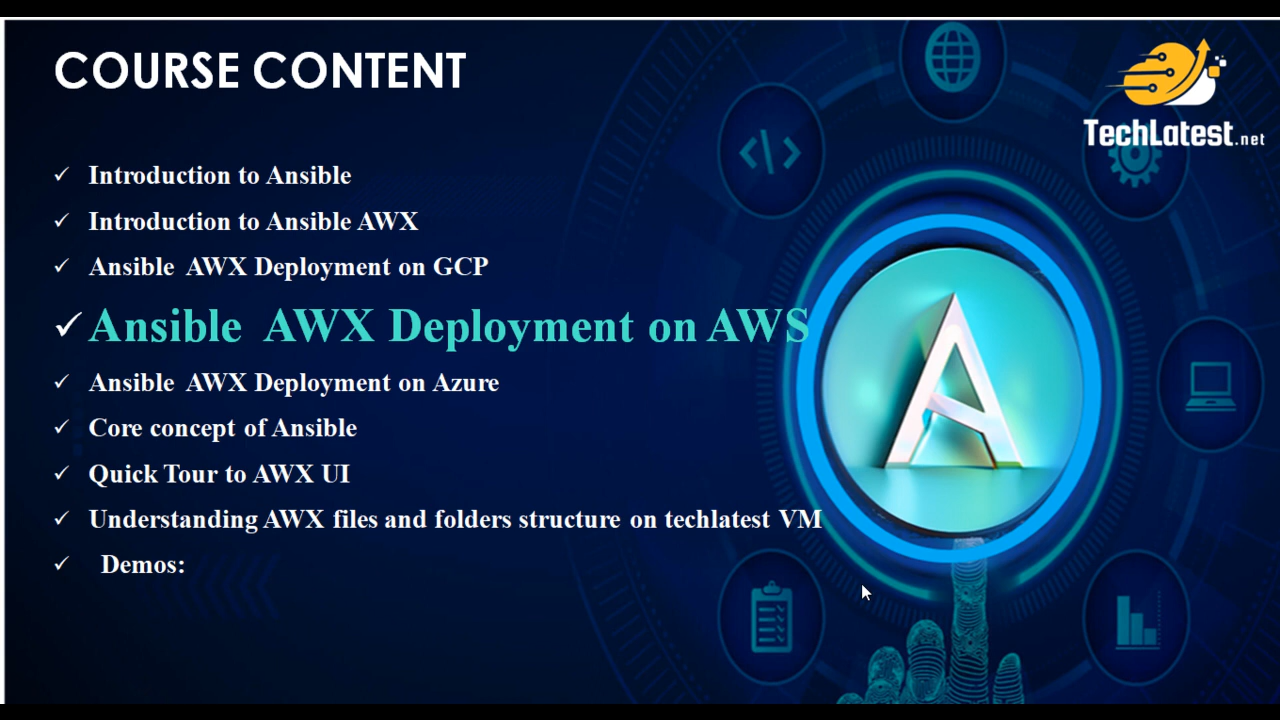 COURSE CONTENT
TechLatest.net
✓ Introduction to Ansible
✓ Introduction to Ansible AWX
✓ Ansible AWX Deployment on GCP
✓ Ansible AWX Deployment on AWS
✓ Ansible AWX Deployment on Azure
✓ Core concept of Ansible
✓ Quick Tour to AWX UI
✓ Understanding AWX files and folders structure on techlatest VM
✓ Demos:
A